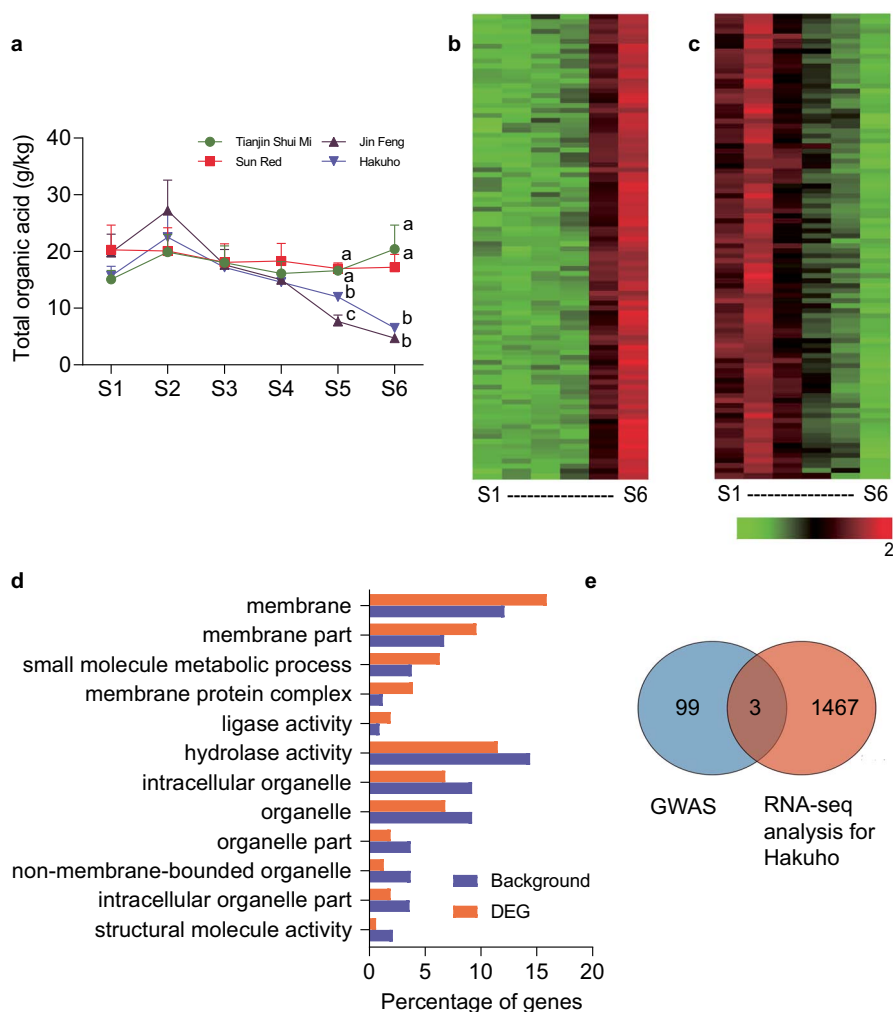 a
Total organic acid (g/kg)
40
30
20
10
0
Tianjin Shui Mi
Jin Feng
Sun Red
Hakuho
a
a
b
c
a
a
b
b
S1 S2 S3 S4 S5 S6
b
S1 ------------------ S6
c
S1 ------------------ S6
2
d
membrane
membrane part
small molecule metabolic process
membrane protein complex
ligase activity
hydrolase activity
intracellular organelle
organelle
organelle part
non-membrane-bounded organelle
intracellular organelle part
structural molecule activity
Background
DEG
0 5 10 15 20
Percentage of genes
e
99 3 1467
GWAS
RNA-seq
analysis for
Hakuho